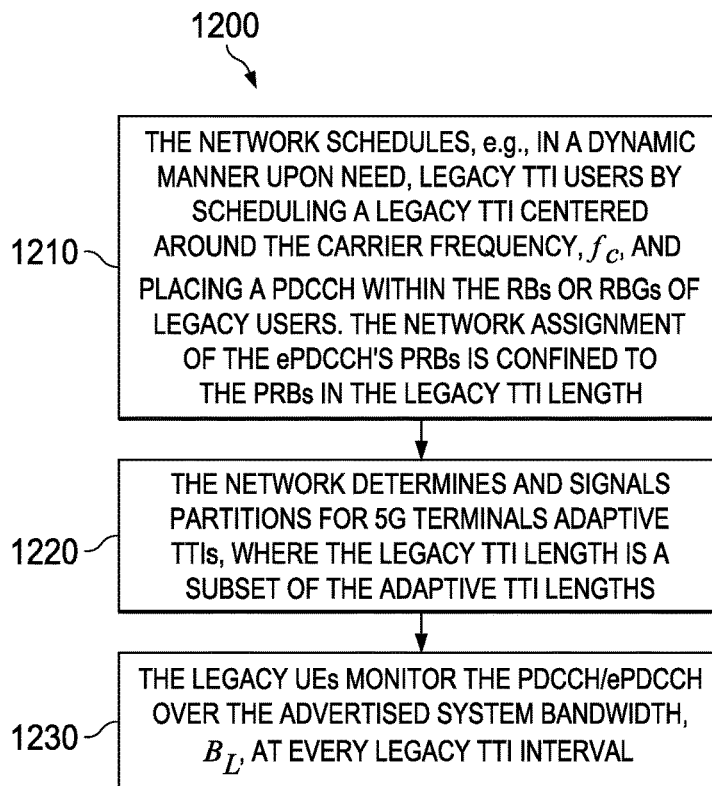 1200
1210
THE NETWORK SCHEDULES, e.g., IN A DYNAMIC
MANNER UPON NEED, LEGACY TTI USERS BY
SCHEDULING A LEGACY TTI CENTERED
AROUND THE CARRIER FREQUENCY, fc, AND
PLACING A PDCCH WITHIN THE RBs OR RBGs OF
LEGACY USERS. THE NETWORK ASSIGNMENT
OF THE ePDCCH'S PRBs IS CONFINED TO
THE PRBs IN THE LEGACY TTI LENGTH
1220
THE NETWORK DETERMINES AND SIGNALS
PARTITIONS FOR 5G TERMINALS ADAPTIVE
TTIs, WHERE THE LEGACY TTI LENGTH IS A
SUBSET OF THE ADAPTIVE TTI LENGTHS
1230
THE LEGACY UEs MONITOR THE PDCCH/ePDCCH
OVER THE ADVERTISED SYSTEM BANDWIDTH,
BL, AT EVERY LEGACY TTI INTERVAL